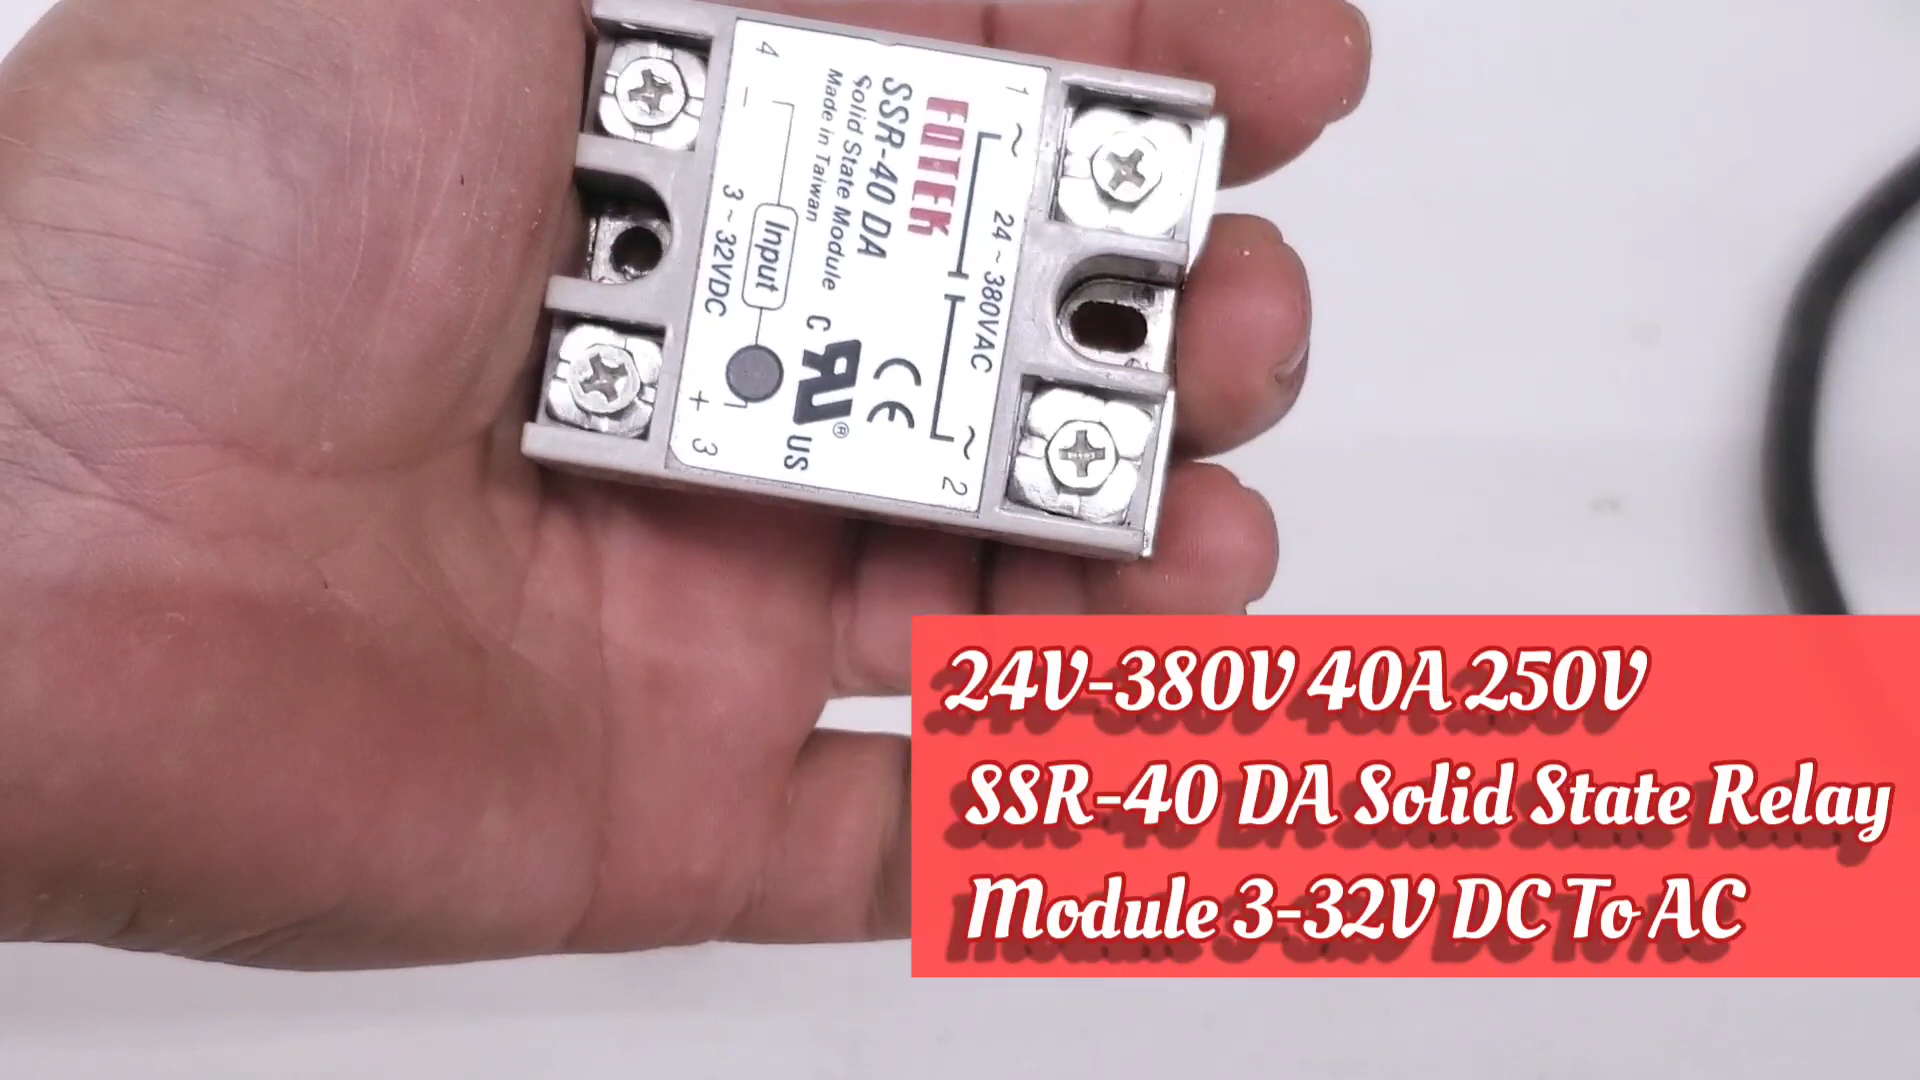 1 ~ 24 ~ 380VAC ~ 2
FOTEK
SSR-40 DA
Solid State Module
Made in Taiwan
CE
C UL® US
Input
4 - 3 ~ 32VDC + 3
24V-380V 40A 250V
SSR-40 DA Solid State Relay
Module 3-32V DC To AC